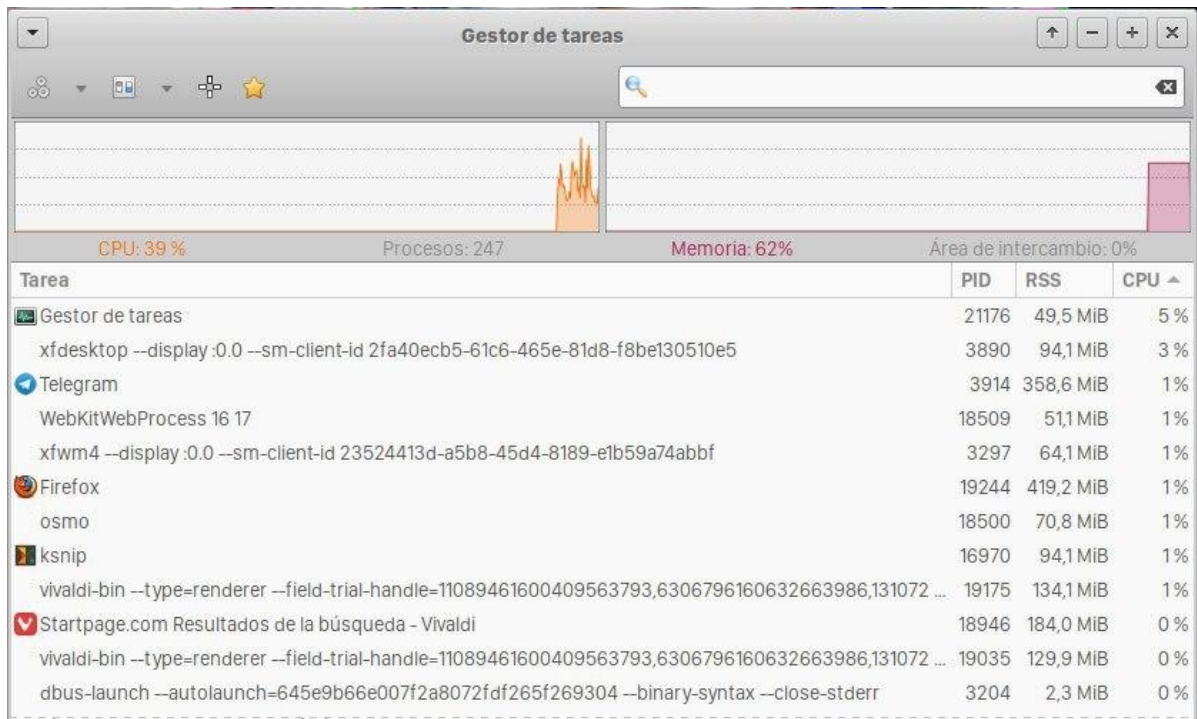 Gestor de tareas
CPU: 39 % Procesos: 247 Memoria: 62% Área de intercambio: 0%
Tarea PID RSS CPU
Gestor de tareas 21176 49,5 MiB 5 %
xfdesktop --display :0.0 --sm-client-id 2fa40ecb5-61c6-465e-81d8-f8be130510e5 3890 94,1 MiB 3 %
Telegram 3914 358,6 MiB 1 %
WebKitWebProcess 16 17 18509 51,1 MiB 1 %
xfwm4 --display :0.0 --sm-client-id 23524413d-a5b8-45d4-8189-e1b59a74abbf 3297 64,1 MiB 1 %
Firefox 19244 419,2 MiB 1 %
osmo 18500 70,8 MiB 1 %
ksnip 16970 94,1 MiB 1 %
vivaldi-bin --type=renderer --field-trial-handle=11089461600409563793,6306796160632663986,131072 ... 19175 134,1 MiB 1 %
Startpage.com Resultados de la búsqueda - Vivaldi 18946 184,0 MiB 0 %
vivaldi-bin --type=renderer --field-trial-handle=11089461600409563793,6306796160632663986,131072 ... 19035 129,9 MiB 0 %
dbus-launch --autolaunch=645e9b66e007f2a8072fdf265f269304 --binary-syntax --close-stderr 3204 2,3 MiB 0 %